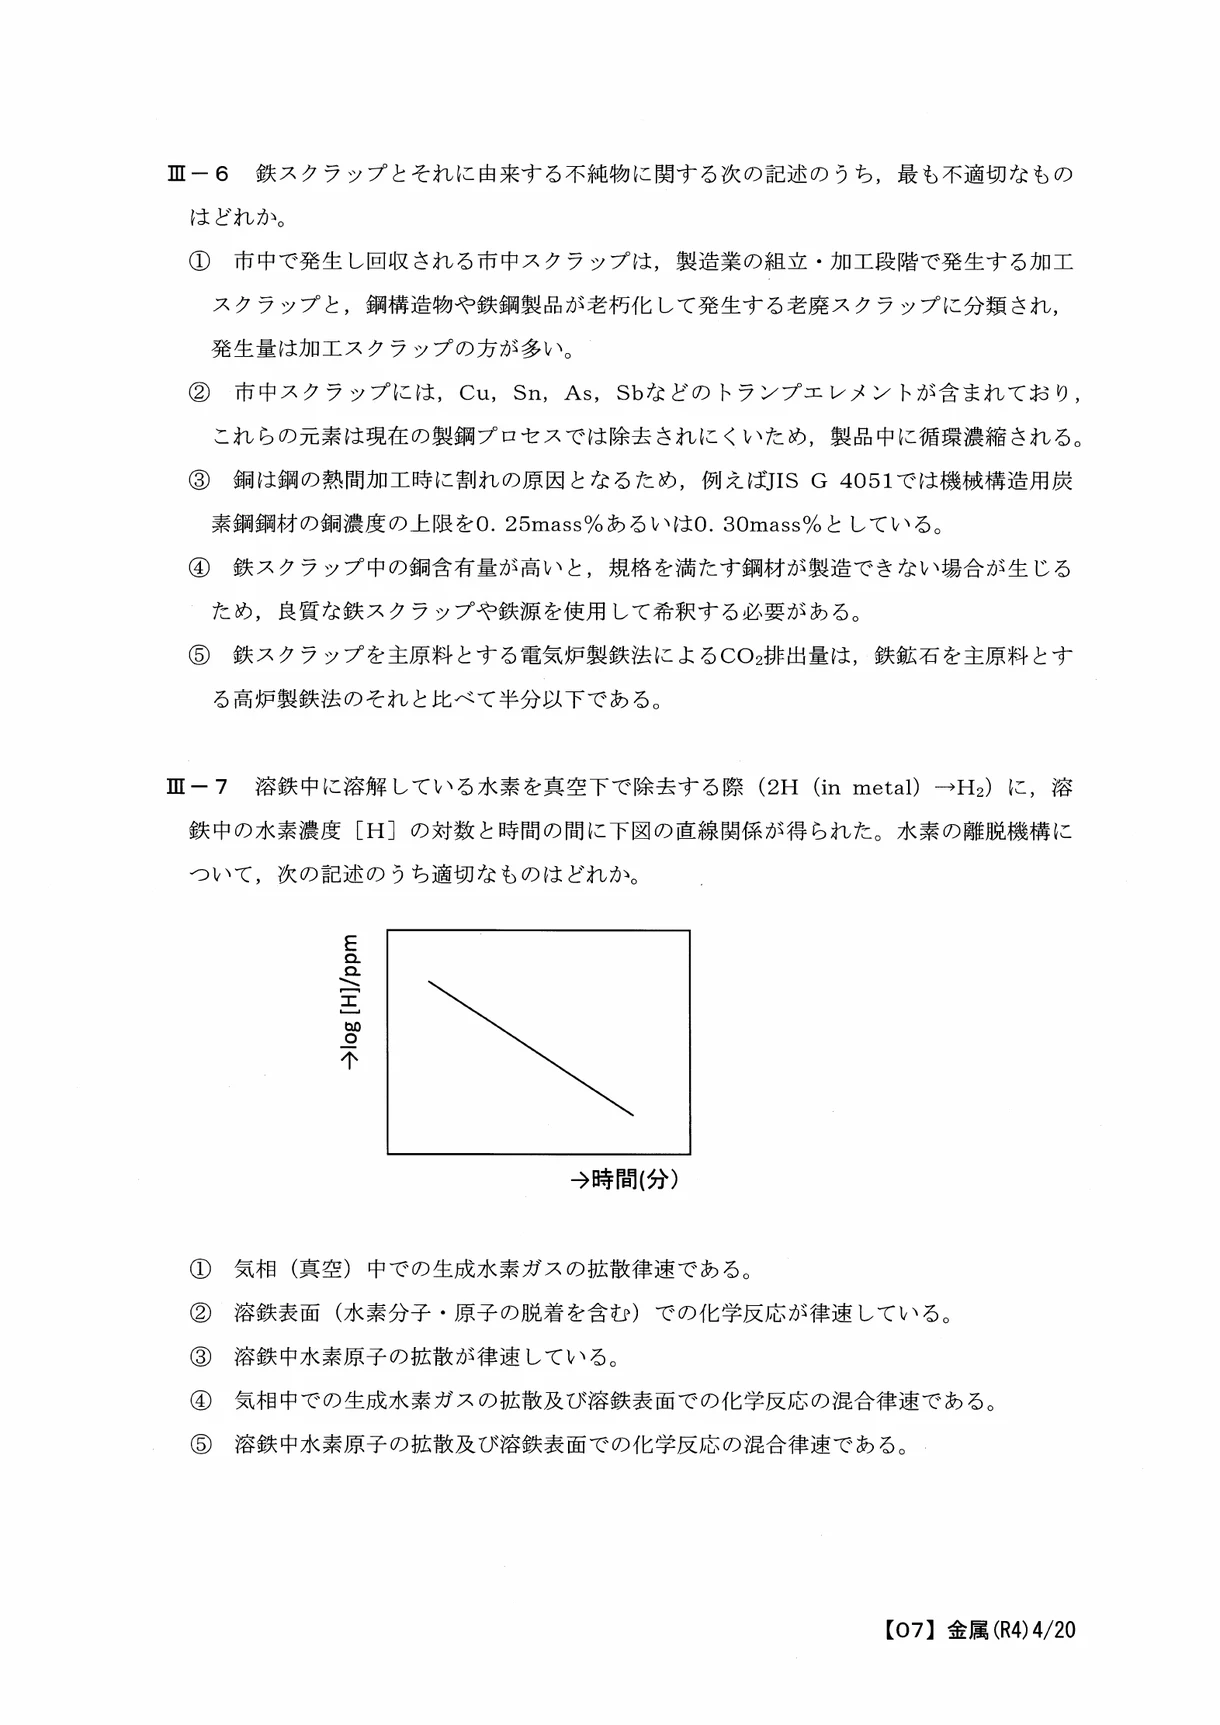 Ⅲ－6　鉄スクラップとそれに由来する不純物に関する次の記述のうち，最も不適切なもの
はどれか。
①　市中で発生し回収される市中スクラップは，製造業の組立・加工段階で発生する加工
スクラップと，鋼構造物や鉄鋼製品が老朽化して発生する老廃スクラップに分類され，
発生量は加工スクラップの方が多い。
②　市中スクラップには，Cu，Sn，As，Sbなどのトランプエレメントが含まれており，
これらの元素は現在の製鋼プロセスでは除去されにくいため，製品中に循環濃縮される。
③　銅は鋼の熱間加工時に割れの原因となるため，例えばJIS G 4051では機械構造用炭
素鋼鋼材の銅濃度の上限を0. 25mass%あるいは0. 30mass%としている。
④　鉄スクラップ中の銅含有量が高いと，規格を満たす鋼材が製造できない場合が生じる
ため，良質な鉄スクラップや鉄源を使用して希釈する必要がある。
⑤　鉄スクラップを主原料とする電気炉製鉄法によるCO₂排出量は，鉄鉱石を主原料とす
る高炉製鉄法のそれと比べて半分以下である。
Ⅲ－7　溶鉄中に溶解している水素を真空下で除去する際（2H（in metal）→H₂）に，溶
鉄中の水素濃度［H］の対数と時間の間に下図の直線関係が得られた。水素の離脱機構に
ついて，次の記述のうち適切なものはどれか。
→log [H]/ppm
→時間(分)
①　気相（真空）中での生成水素ガスの拡散律速である。
②　溶鉄表面（水素分子・原子の脱着を含む）での化学反応が律速している。
③　溶鉄中水素原子の拡散が律速している。
④　気相中での生成水素ガスの拡散及び溶鉄表面での化学反応の混合律速である。
⑤　溶鉄中水素原子の拡散及び溶鉄表面での化学反応の混合律速である。
【07】金属(R4)4/20